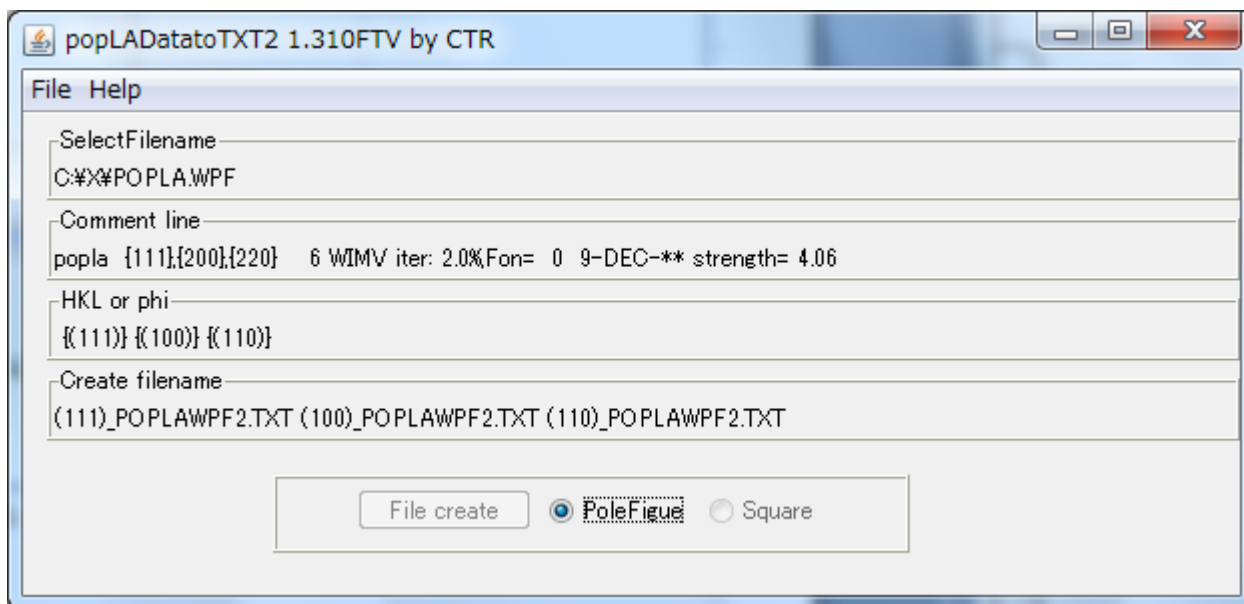 popLADatatoTXT2 1.310FTV by CTR
File Help
SelectFilename
C:¥X¥POPLA.WPF
Comment line
popla {111},{200},{220} 6 WIMV iter: 2.0%,Fon= 0 9-DEC-** strength= 4.06
HKL or phi
{(111)} {(100)} {(110)}
Create filename
(111)_POPLAWPF2.TXT (100)_POPLAWPF2.TXT (110)_POPLAWPF2.TXT
File create PoleFigue Square